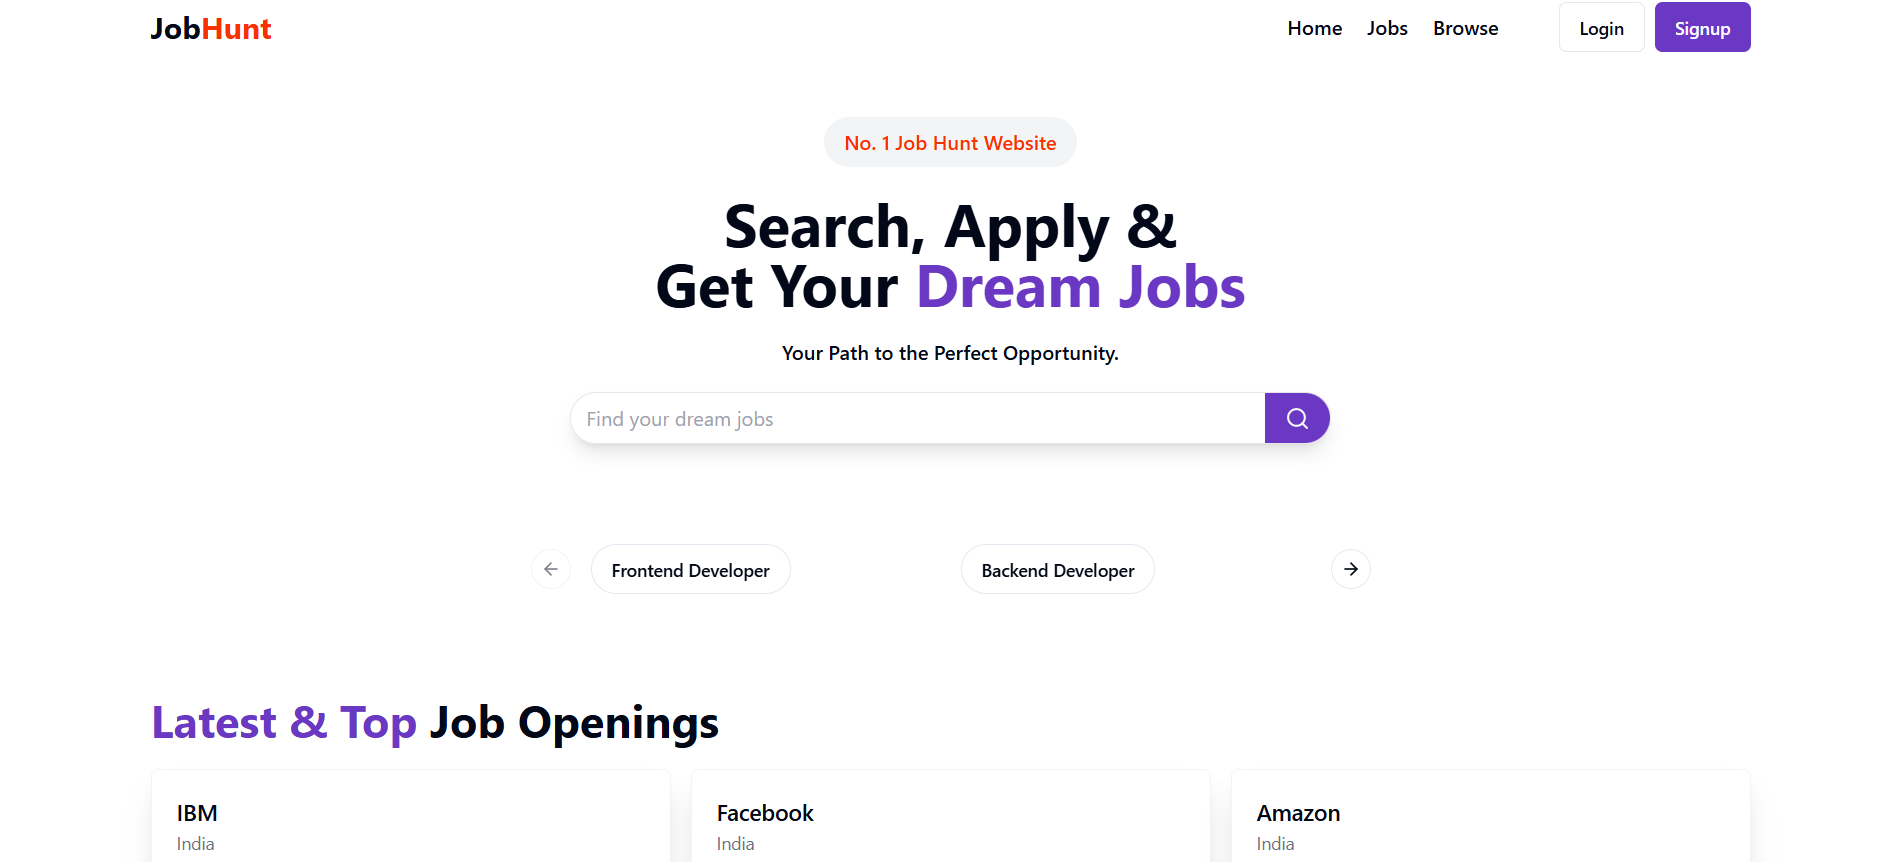 JobHunt
Home Jobs Browse Login Signup
No. 1 Job Hunt Website
Search, Apply &
Get Your Dream Jobs
Your Path to the Perfect Opportunity.
Find your dream jobs
Frontend Developer Backend Developer
Latest & Top Job Openings
IBM Facebook Amazon
India India India